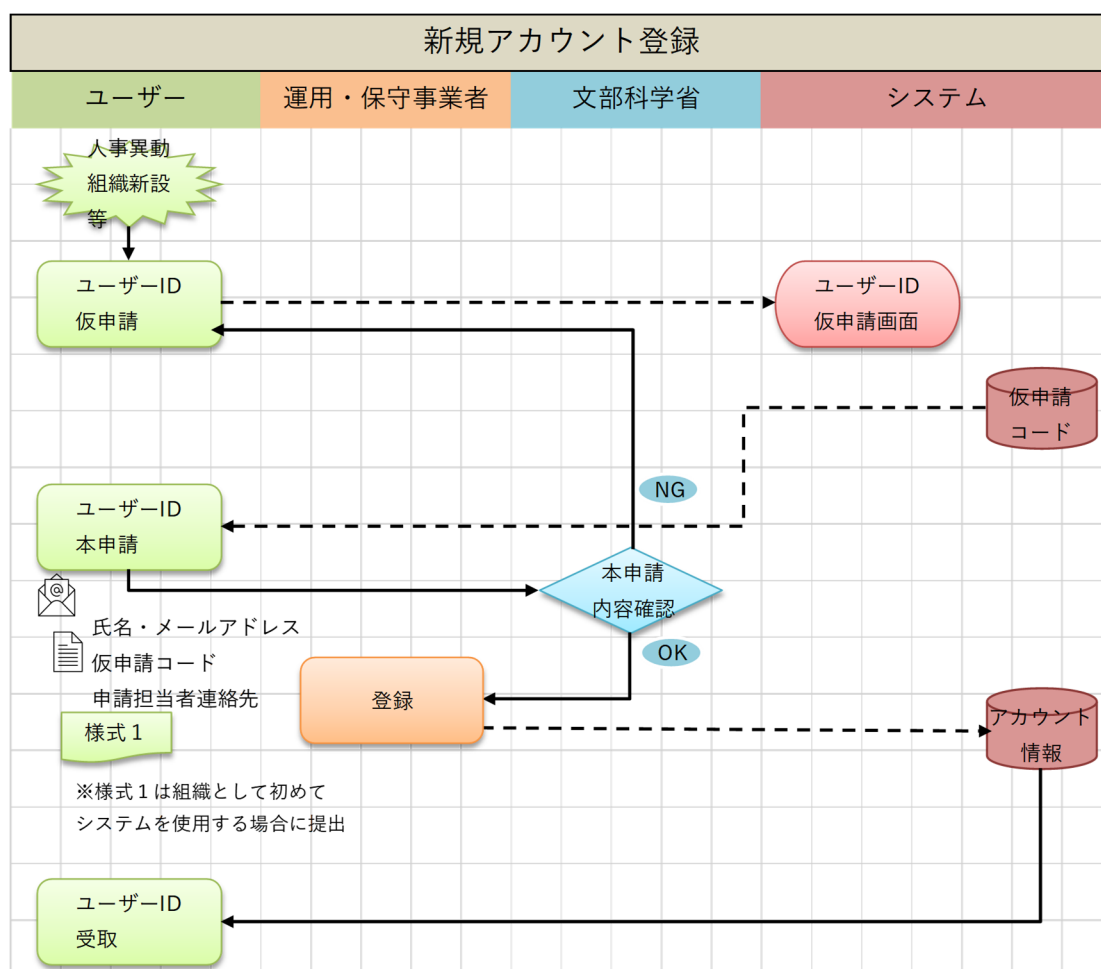 新規アカウント登録
ユーザー
運用・保守事業者
文部科学省
システム
人事異動
組織新設
等
ユーザーID
仮申請
ユーザーID
仮申請画面
仮申請
コード
NG
ユーザーID
本申請
本申請
内容確認
@
氏名・メールアドレス
仮申請コード
申請担当者連絡先
OK
登録
アカウント
情報
様式１
※様式１は組織として初めて
システムを使用する場合に提出
ユーザーID
受取